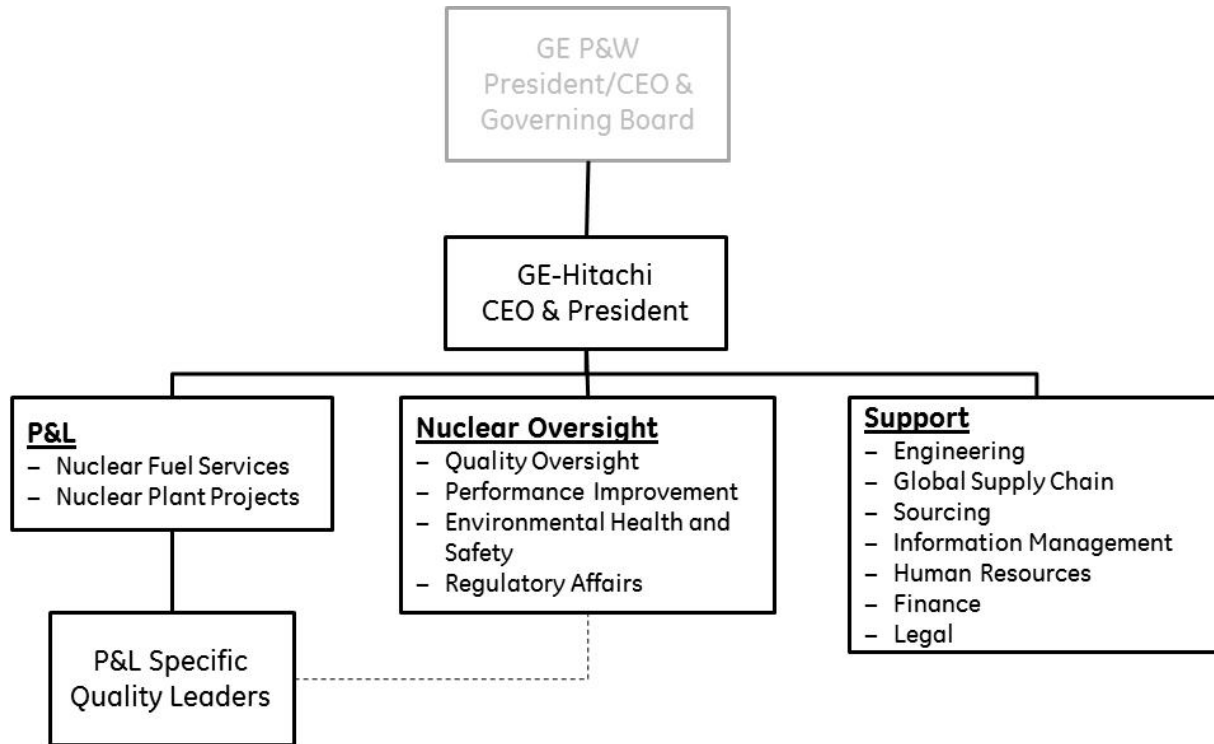 GE P&W
President/CEO &
Governing Board
GE-Hitachi
CEO & President
P&L
– Nuclear Fuel Services
– Nuclear Plant Projects
Nuclear Oversight
– Quality Oversight
– Performance Improvement
– Environmental Health and
Safety
– Regulatory Affairs
Support
– Engineering
– Global Supply Chain
– Sourcing
– Information Management
– Human Resources
– Finance
– Legal
P&L Specific
Quality Leaders